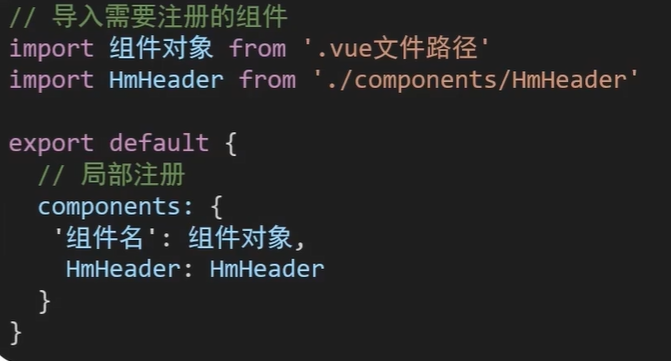 // 导入需要注册的组件
import 组件对象 from '.vue文件路径'
import HmHeader from './components/HmHeader'
export default {
  // 局部注册
  components: {
   '组件名': 组件对象,
    HmHeader: HmHeader
  }
}